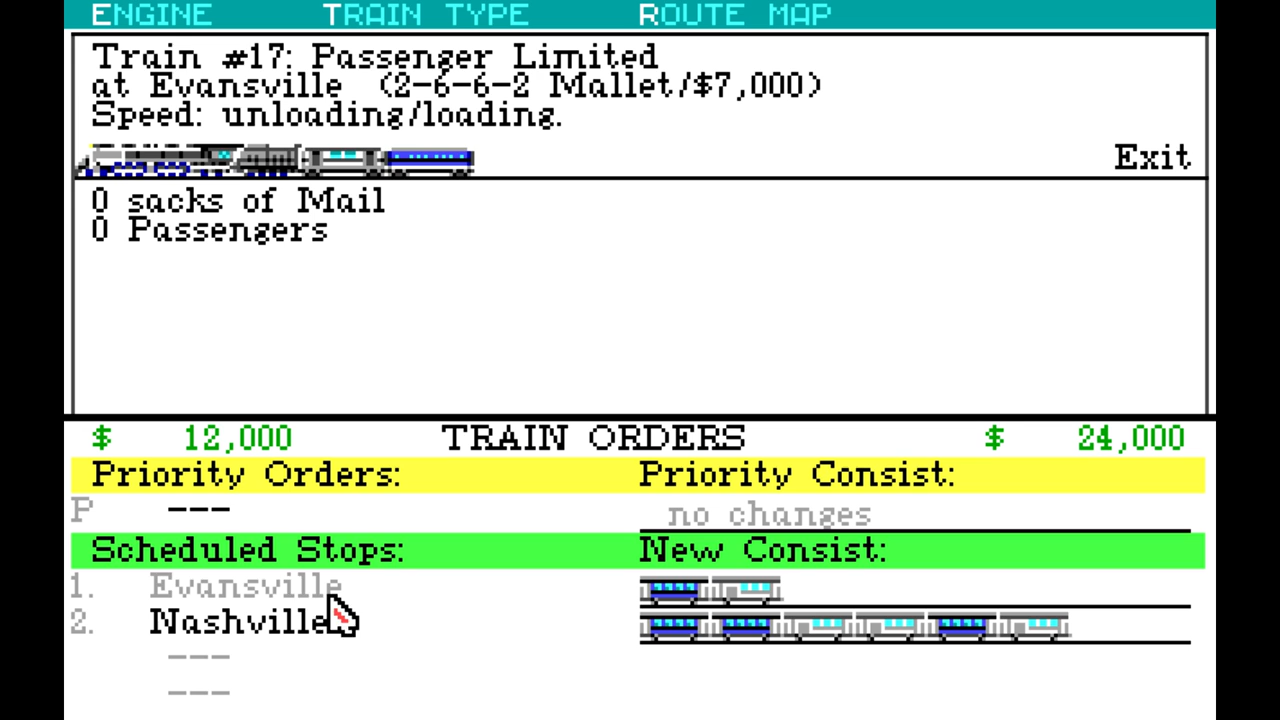 ENGINE TRAIN TYPE ROUTE MAP
Train #17: Passenger Limited
at Evansville (2-6-6-2 Mallet/$7,000)
Speed: unloading/loading.
Exit
0 sacks of Mail
0 Passengers
$ 12,000 TRAIN ORDERS $ 24,000
Priority Orders: Priority Consist:
P --- no changes
Scheduled Stops: New Consist:
1. Evansville
2. Nashville
---
---